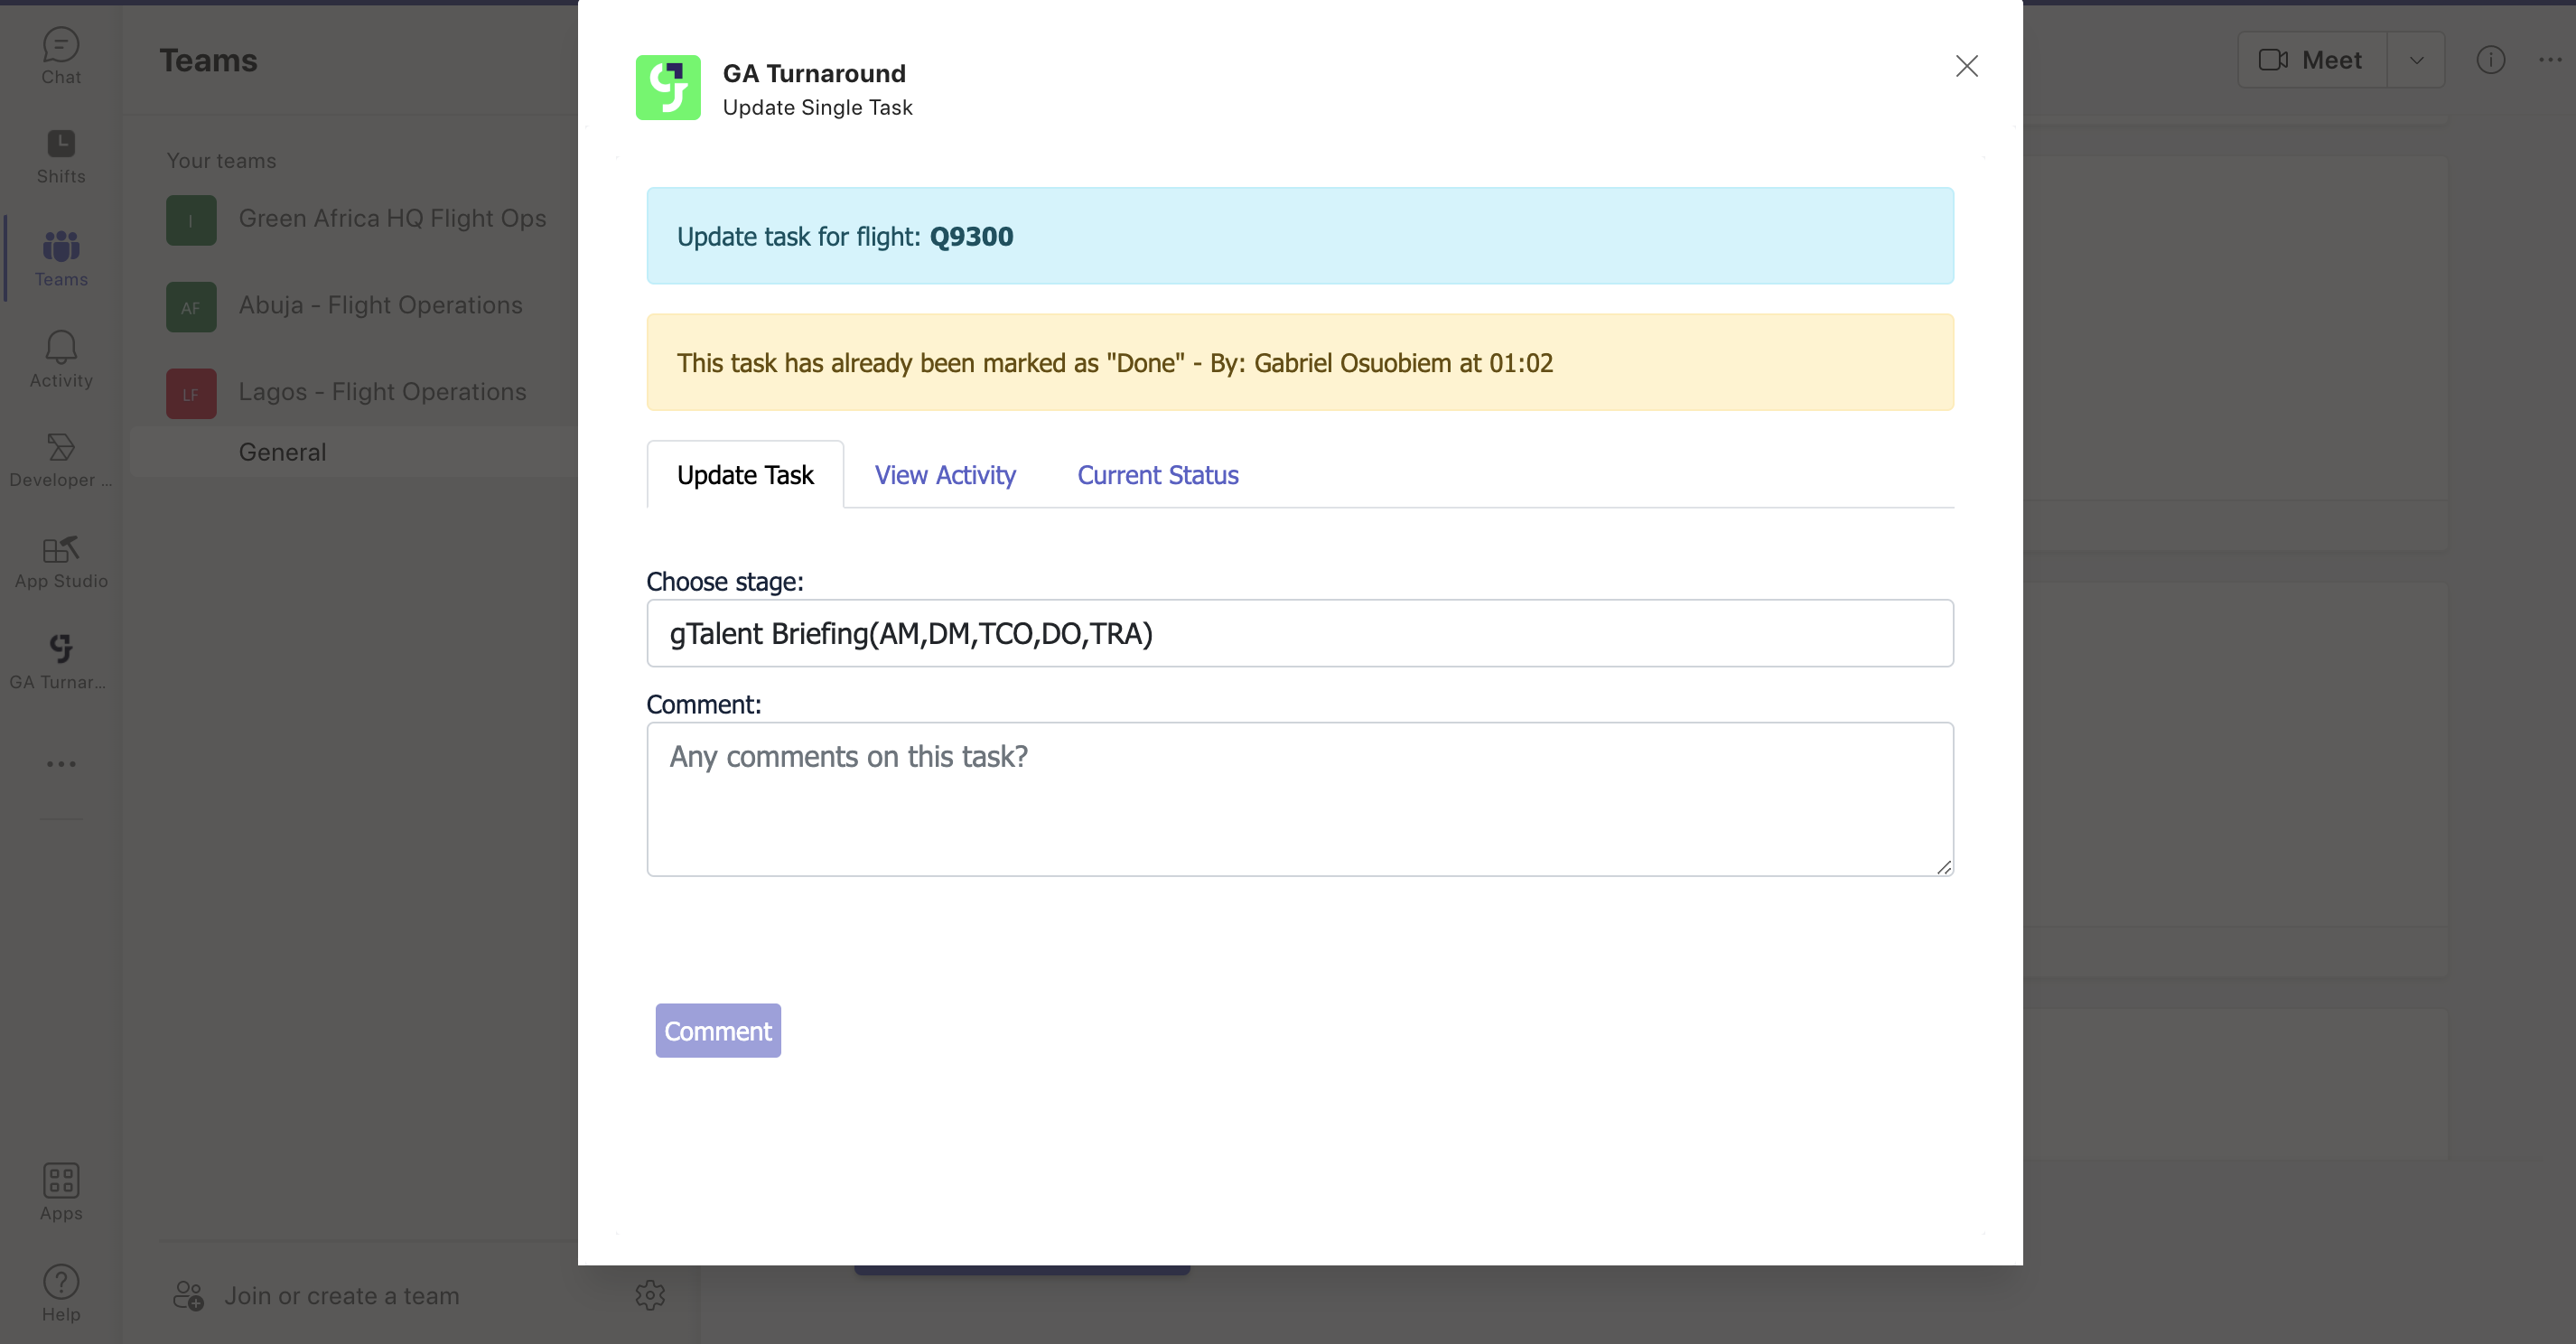 Chat
Shifts
Teams
Activity
Developer ...
App Studio
GA Turnar...
Apps
Help
Teams
Your teams
I
Green Africa HQ Flight Ops
AF
Abuja - Flight Operations
LF
Lagos - Flight Operations
General
Join or create a team
Meet
GA Turnaround
Update Single Task
Update task for flight: Q9300
This task has already been marked as "Done" - By: Gabriel Osuobiem at 01:02
Update Task
View Activity
Current Status
Choose stage:
gTalent Briefing(AM,DM,TCO,DO,TRA)
Comment:
Any comments on this task?
Comment